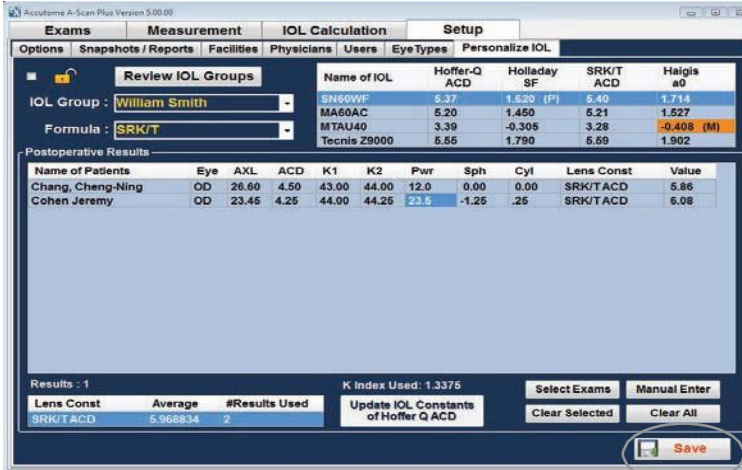 Accutome A-Scan Plus Version 5.00.00
Exams Measurement IOL Calculation Setup
Options Snapshots / Reports Facilities Physicians Users Eye Types Personalize IOL
Review IOL Groups
IOL Group : William Smith
Formula : SRK/T
Name of IOL Hoffer-Q ACD Holladay SF SRK/T ACD Haigis a0
SN60WF 5.37 1.620 (P) 5.40 1.714
MA60AC 5.20 1.450 5.21 1.527
MTAU40 3.39 -0.305 3.28 -0.408 (M)
Tecnis Z9000 5.55 1.790 5.59 1.902
Postoperative Results
Name of Patients Eye AXL ACD K1 K2 Pwr Sph Cyl Lens Const Value
Chang, Cheng-Ning OD 26.60 4.50 43.00 44.00 12.0 0.00 0.00 SRK/T ACD 5.86
Cohen Jeremy OD 23.45 4.25 44.00 44.25 23.5 -1.25 .25 SRK/T ACD 6.08
Results : 1
K Index Used: 1.3375
Lens Const Average #Results Used
SRK/T ACD 5.968834 2
Update IOL Constants
of Hoffer Q ACD
Select Exams Manual Enter
Clear Selected Clear All
Save